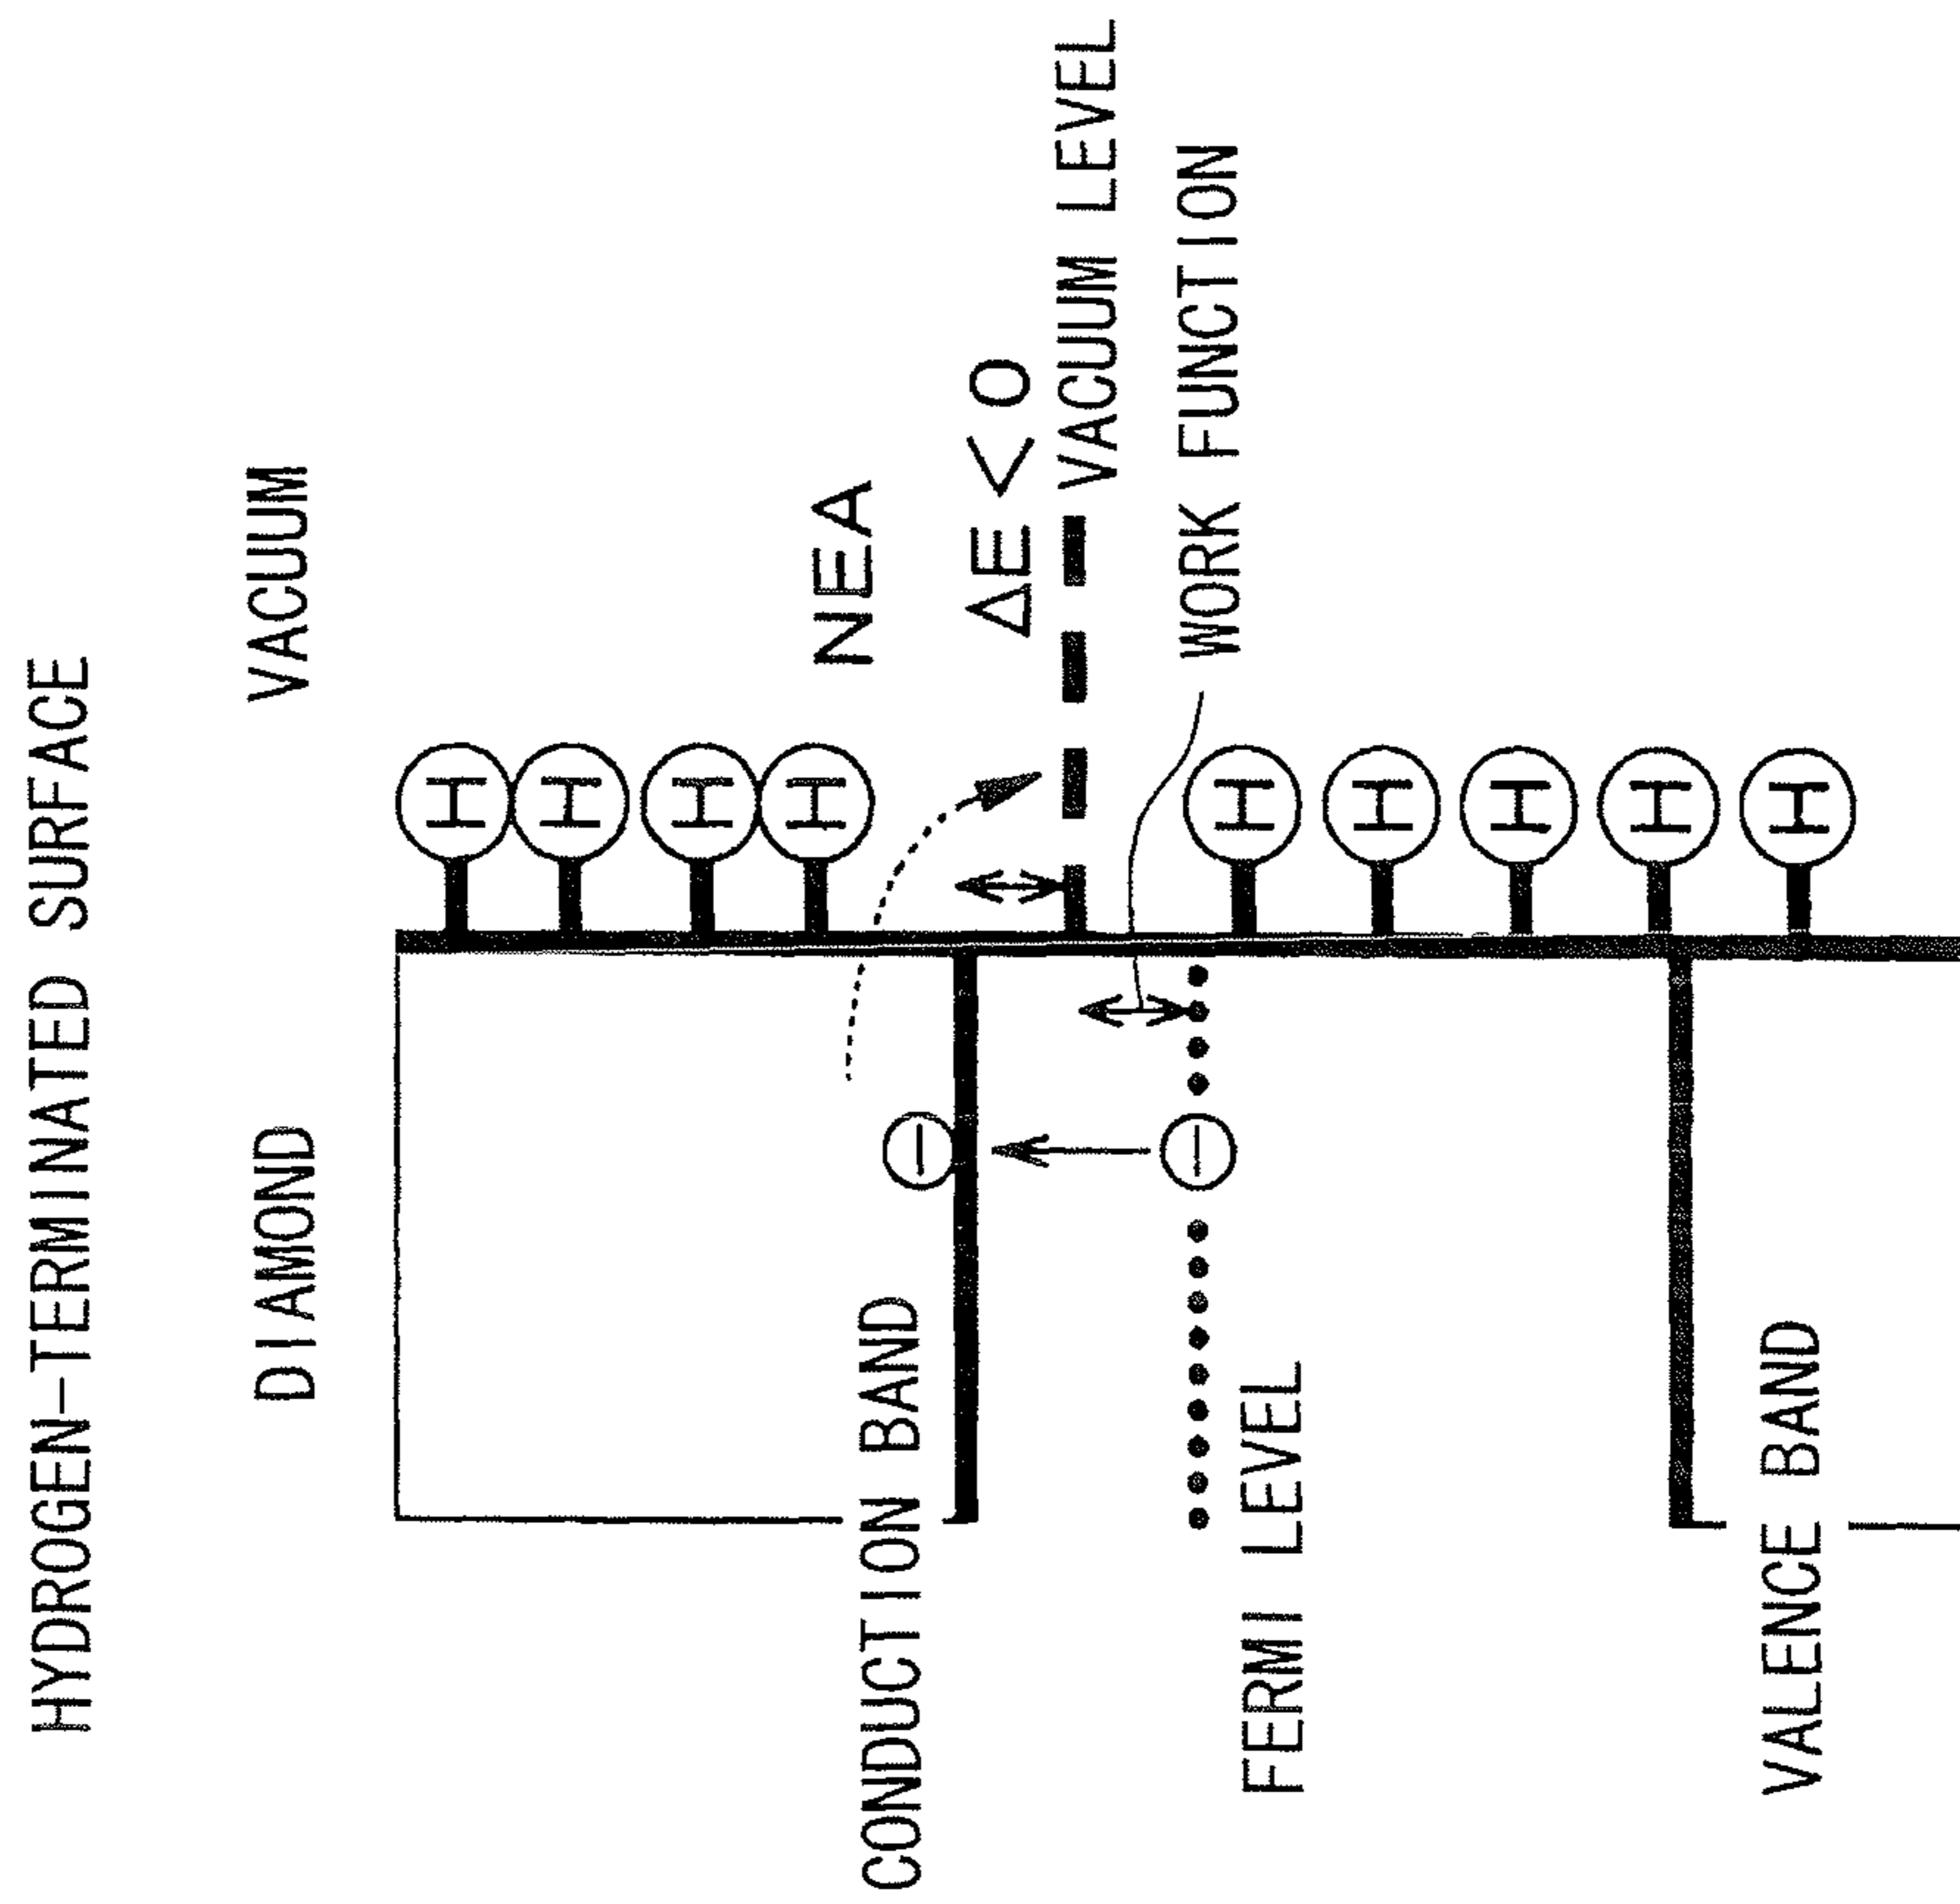 HYDROGEN-TERMINATED SURFACE
DIAMOND
VACUUM
H
H
H
H
NEA
CONDUCTION BAND
−
ΔE<0
VACUUM LEVEL
−
WORK FUNCTION
H
FERMI LEVEL
H
H
H
VALENCE BAND
H